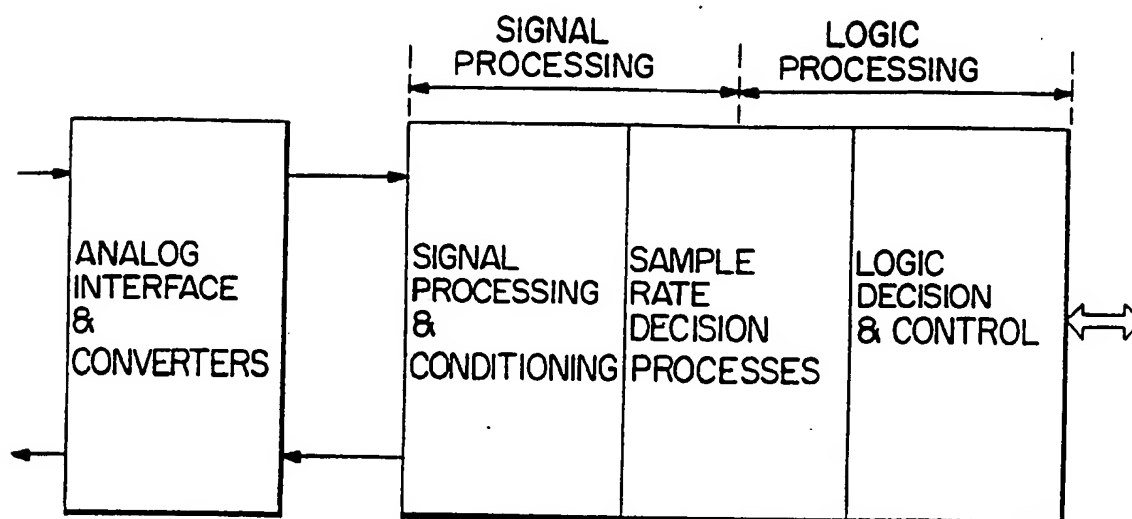 SIGNAL
PROCESSING
LOGIC
PROCESSING
ANALOG
INTERFACE
&
CONVERTERS
SIGNAL
PROCESSING
&
CONDITIONING
SAMPLE
RATE
DECISION
PROCESSES
LOGIC
DECISION
& CONTROL